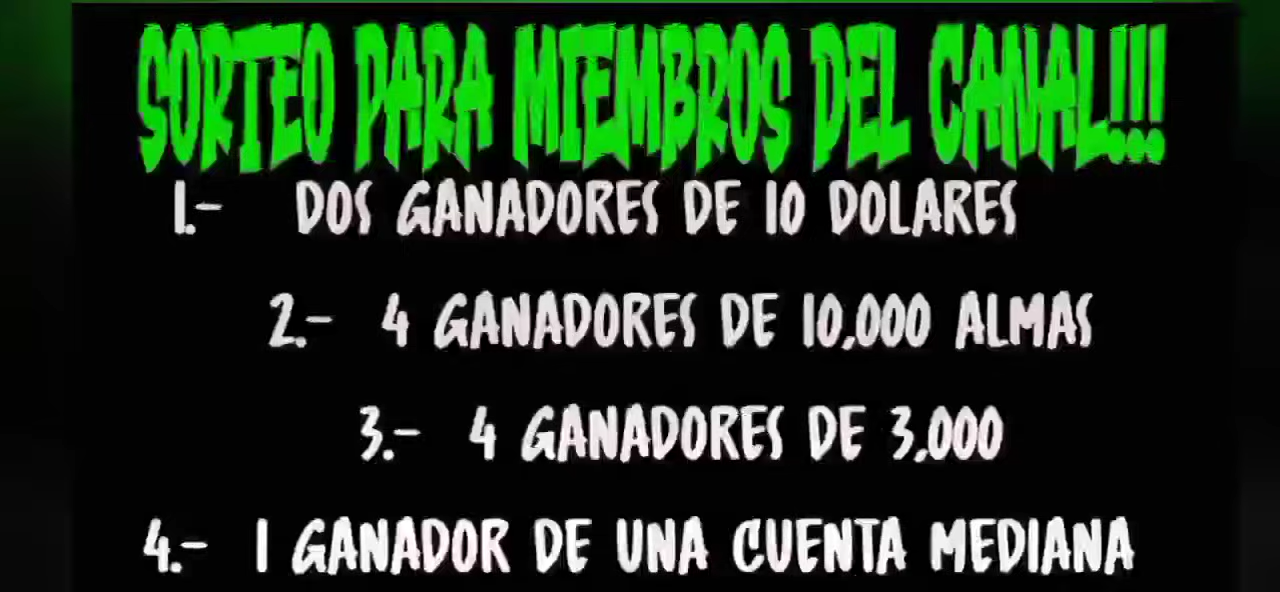 SORTEO PARA MIEMBROS DEL CANAL!!!
1.- DOS GANADORES DE 10 DOLARES
2.- 4 GANADORES DE 10,000 ALMAS
3.- 4 GANADORES DE 3,000
4.- 1 GANADOR DE UNA CUENTA MEDIANA